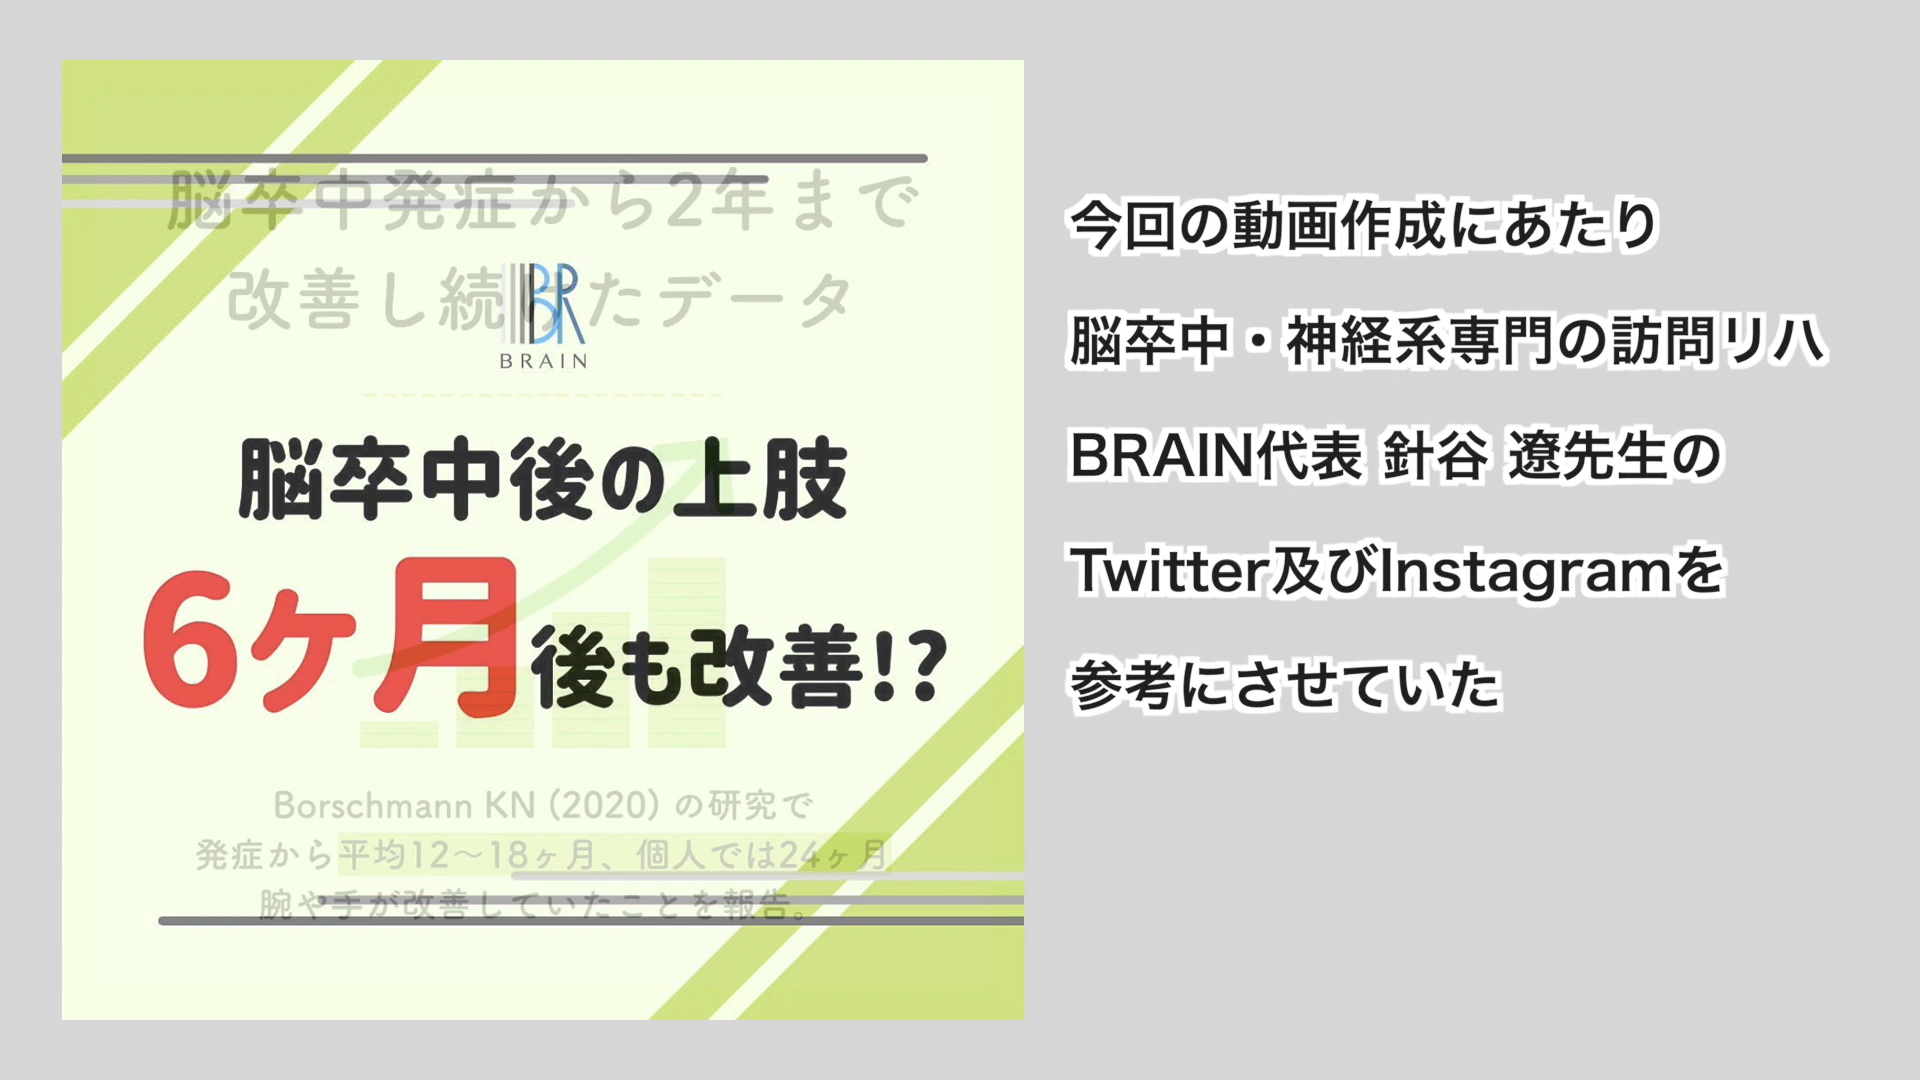 脳卒中発症から2年まで
改善し続けたデータ
BR
BRAIN
脳卒中後の上肢
6ヶ月後も改善!?
Borschmann KN (2020) の研究で
発症から平均12〜18ヶ月、個人では24ヶ月
腕や手が改善していたことを報告。
今回の動画作成にあたり
脳卒中・神経系専門の訪問リハ
BRAIN代表 針谷 遼先生の
Twitter及びInstagramを
参考にさせていた